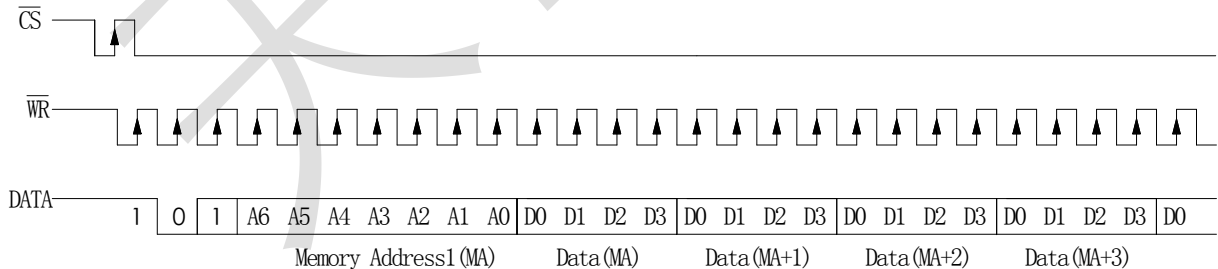 CS
WR
DATA 1 0 1 A6 A5 A4 A3 A2 A1 A0 D0 D1 D2 D3 D0 D1 D2 D3 D0 D1 D2 D3 D0 D1 D2 D3 D0
Memory Address1(MA) Data(MA) Data(MA+1) Data(MA+2) Data(MA+3)